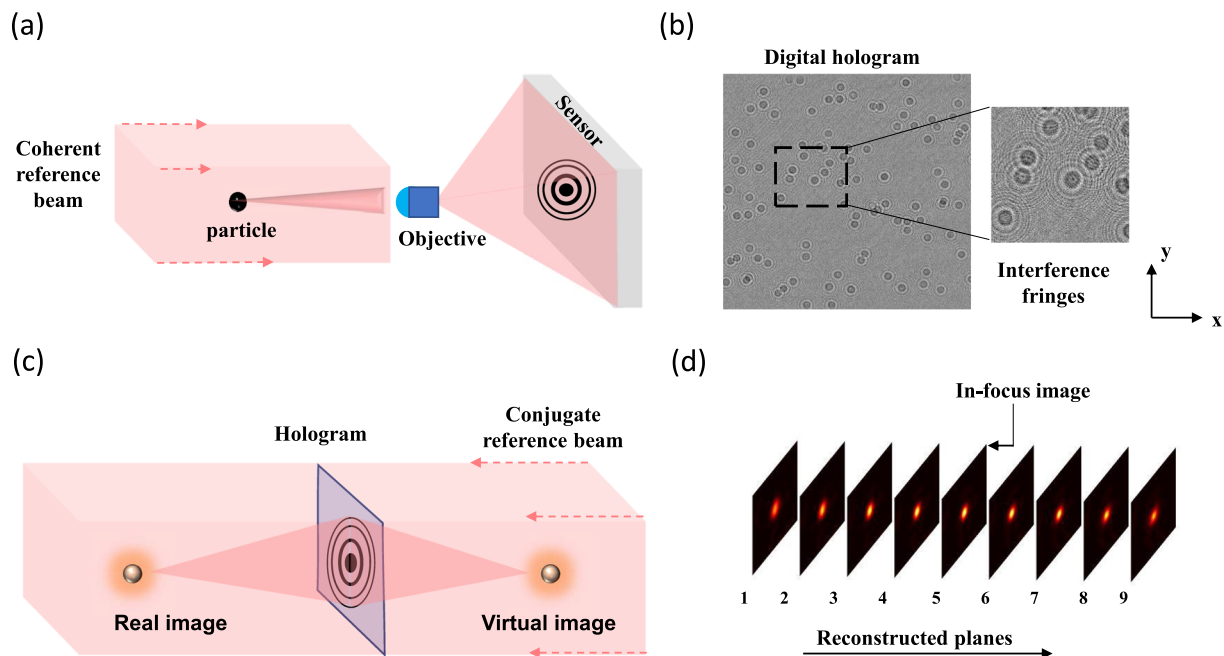 (a)
Coherent
reference
beam
particle
Objective
Sensor
(b)
Digital hologram
Interference
fringes
y
x
(c)
Hologram
Conjugate
reference beam
Real image
Virtual image
(d)
In-focus image
1 2 3 4 5 6 7 8 9
Reconstructed planes